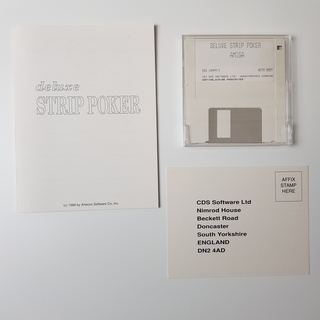 deluxe
STRIP POKER
(c) 1989 by Artworx Software Co., Inc.
DELUXE STRIP POKER
AMIGA
AFFIX
STAMP
HERE
CDS Software Ltd
Nimrod House
Beckett Road
Doncaster
South Yorkshire
ENGLAND
DN2 4AD